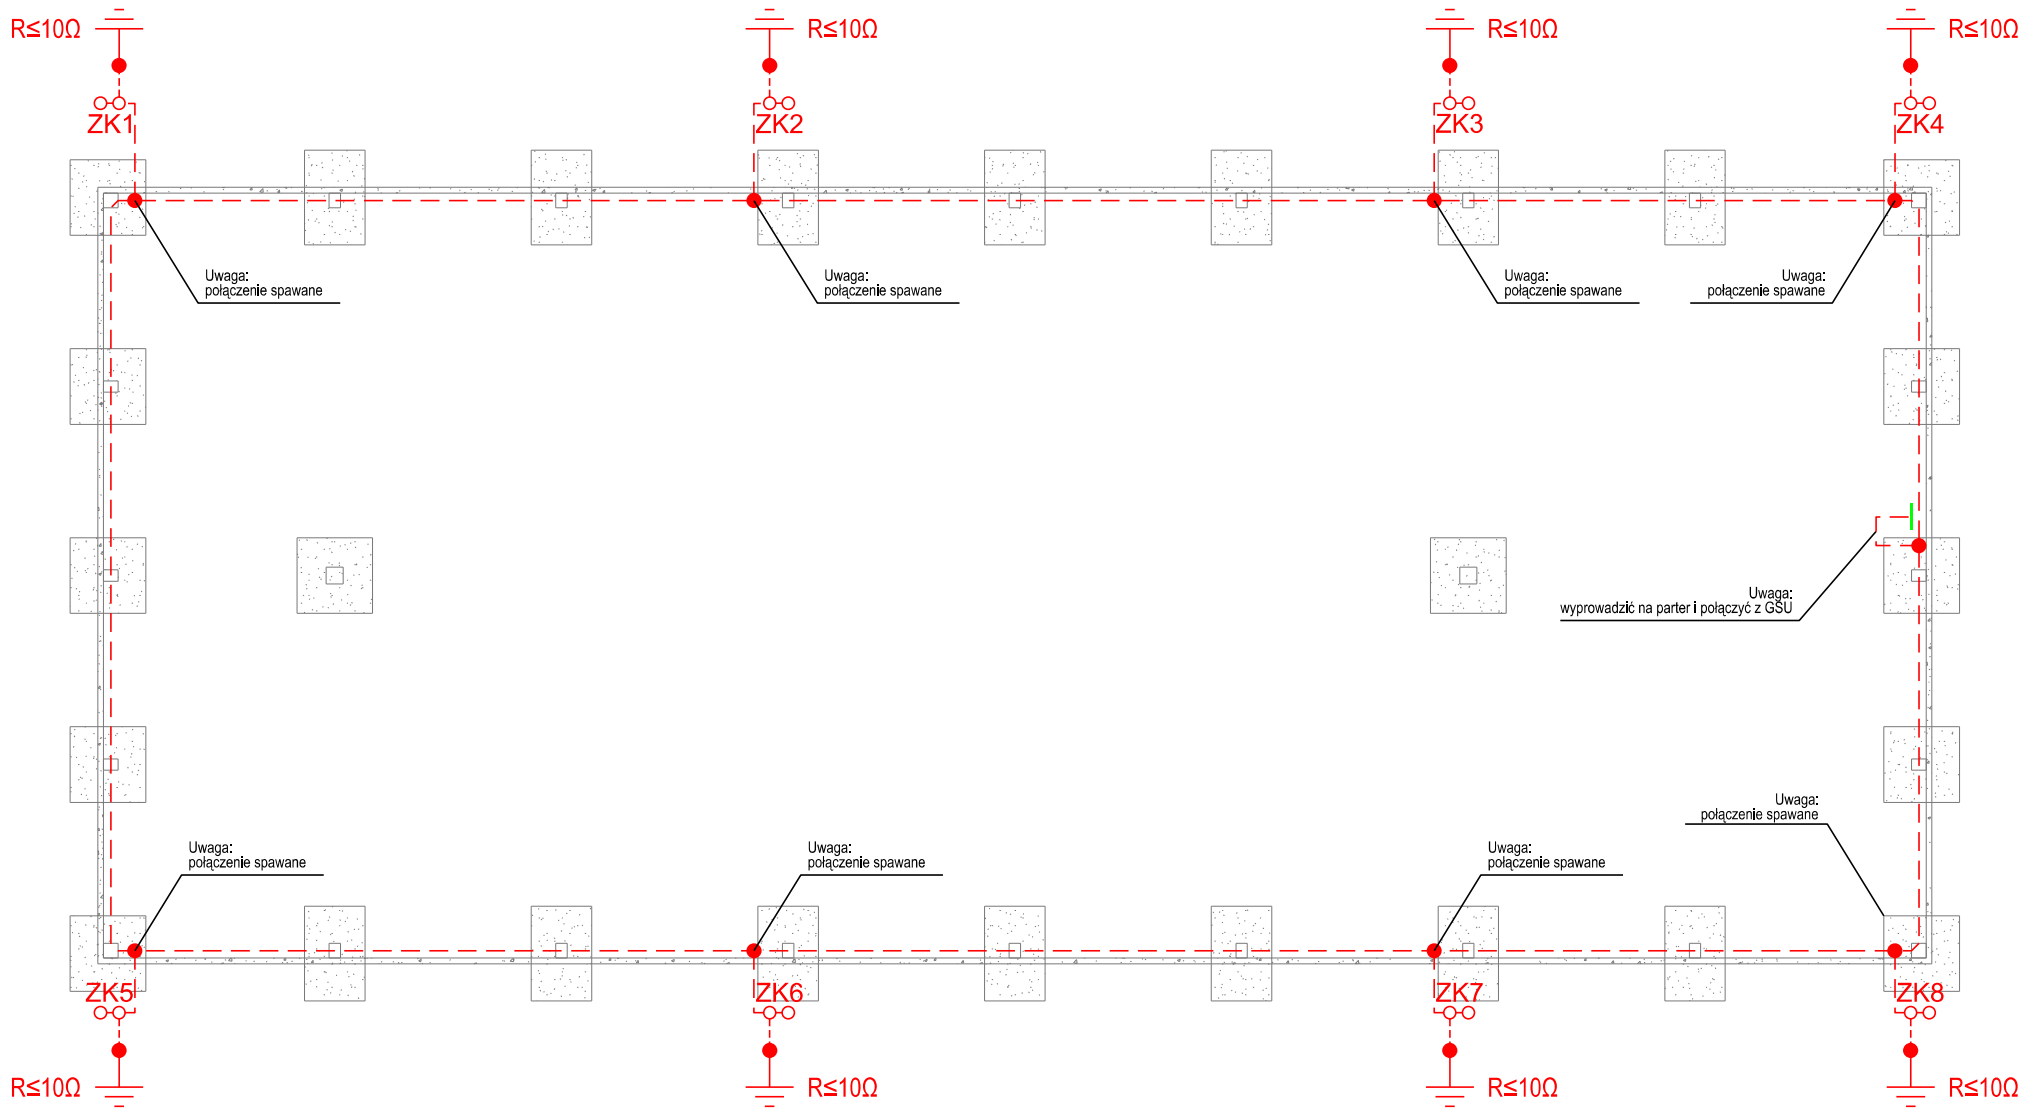 R≤10Ω
R≤10Ω
R≤10Ω
R≤10Ω
ZK1
ZK2
ZK3
ZK4
Uwaga:
połączenie spawane
Uwaga:
połączenie spawane
Uwaga:
połączenie spawane
Uwaga:
połączenie spawane
Uwaga:
wyprowadzić na parter i połączyć z GSU
Uwaga:
połączenie spawane
Uwaga:
połączenie spawane
Uwaga:
połączenie spawane
Uwaga:
połączenie spawane
ZK5
ZK6
ZK7
ZK8
R≤10Ω
R≤10Ω
R≤10Ω
R≤10Ω